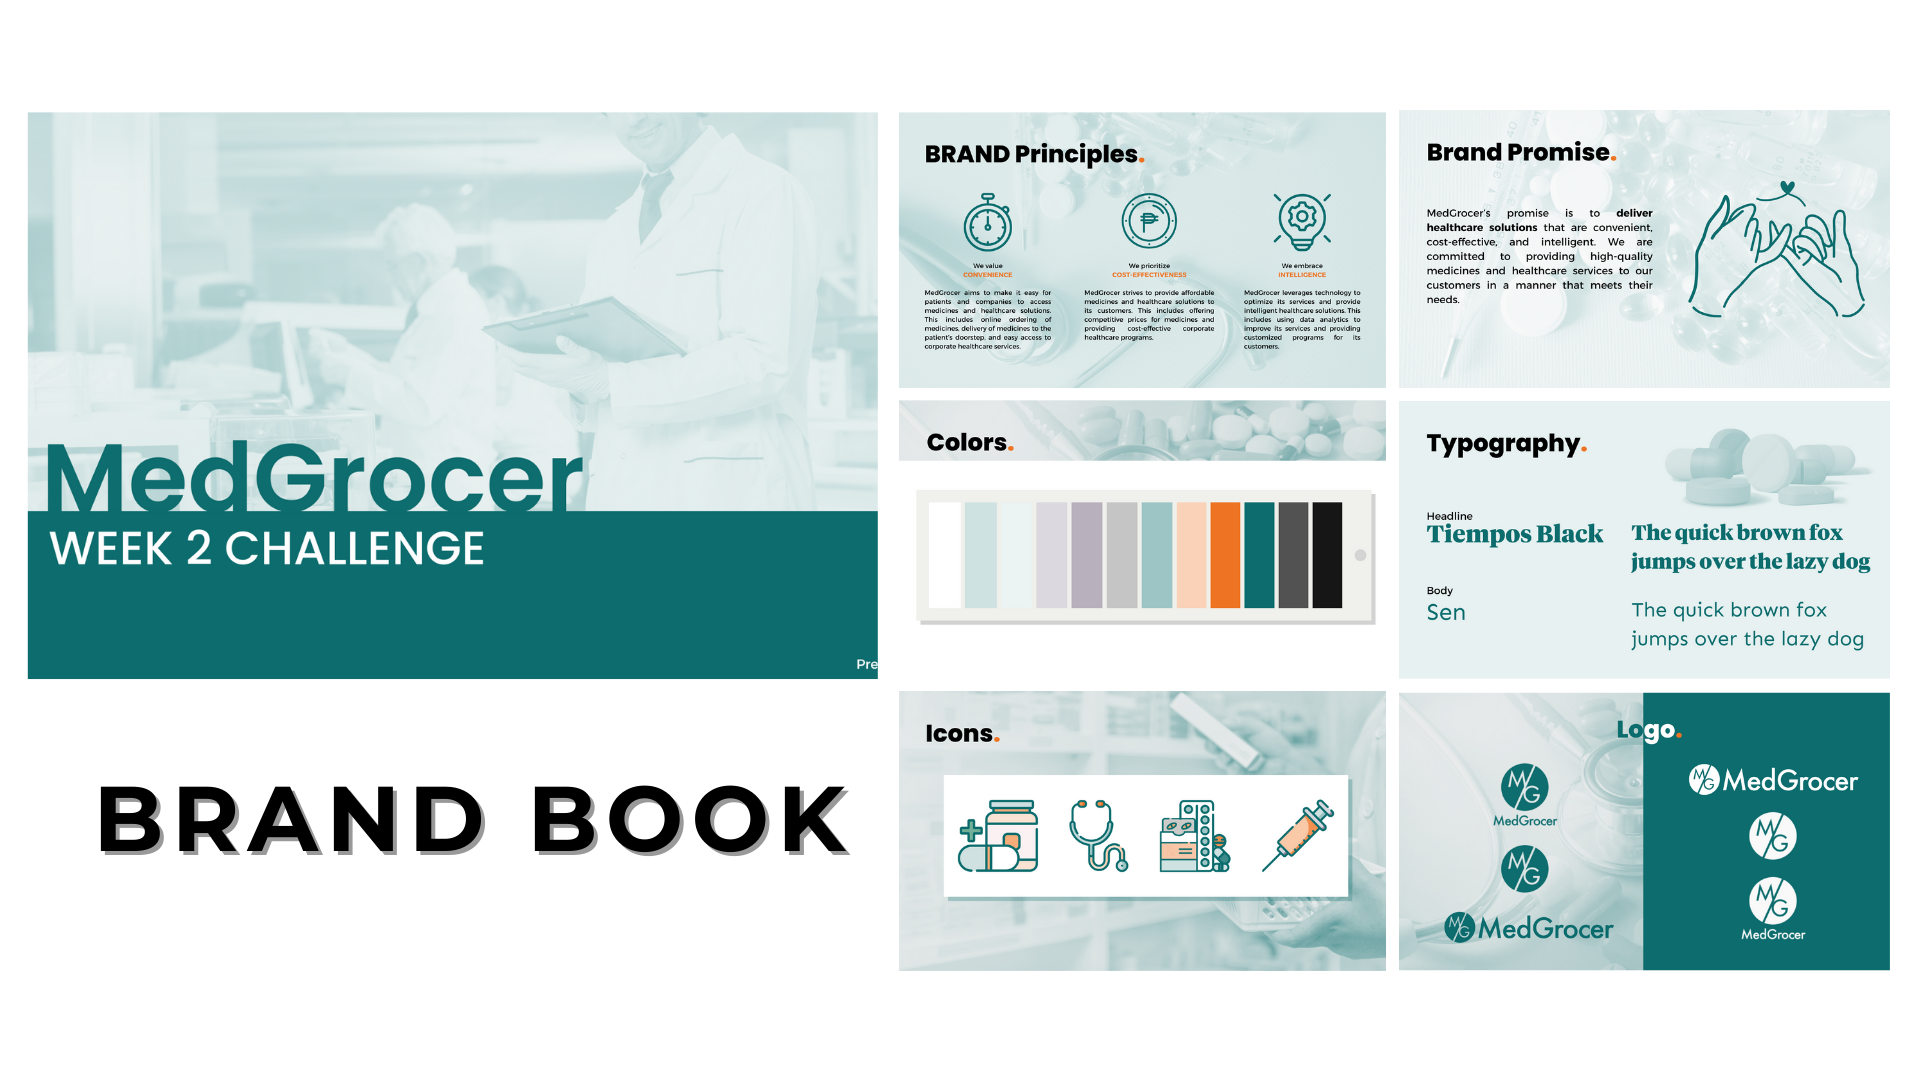 MedGrocer
WEEK 2 CHALLENGE
Pre
BRAND BOOK
BRAND Principles.
We value
CONVENIENCE
MedGrocer aims to make it easy for
patients and companies to access
medicines and healthcare solutions.
This includes online ordering of
medicines, delivery of medicines to the
patient's doorstep, and easy access to
corporate healthcare services.
We prioritize
COST-EFFECTIVENESS
MedGrocer strives to provide affordable
medicines and healthcare solutions to
its customers. This includes offering
competitive prices for medicines and
providing cost-effective corporate
healthcare programs.
We embrace
INTELLIGENCE
MedGrocer leverages technology to
optimize its services and provide
intelligent healthcare solutions. This
includes using data analytics to
improve its services and providing
customized programs for its
customers.
Brand Promise.
MedGrocer's promise is to deliver
healthcare solutions that are convenient,
cost-effective, and intelligent. We are
committed to providing high-quality
medicines and healthcare services to our
customers in a manner that meets their
needs.
Colors.
Typography.
Headline
Tiempos Black
The quick brown fox
jumps over the lazy dog
Body
Sen
The quick brown fox
jumps over the lazy dog
Icons.
Logo.
M/G
MedGrocer
M/G
M/G MedGrocer
M/G MedGrocer
M/G
M/G
MedGrocer